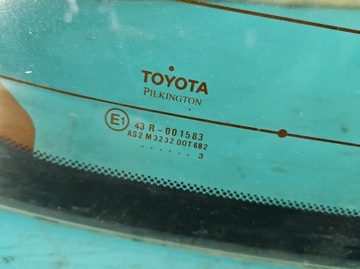 TOYOTA
PILKINGTON
E1 43 R-001583
AS2 M3232 DOT682
...... 3